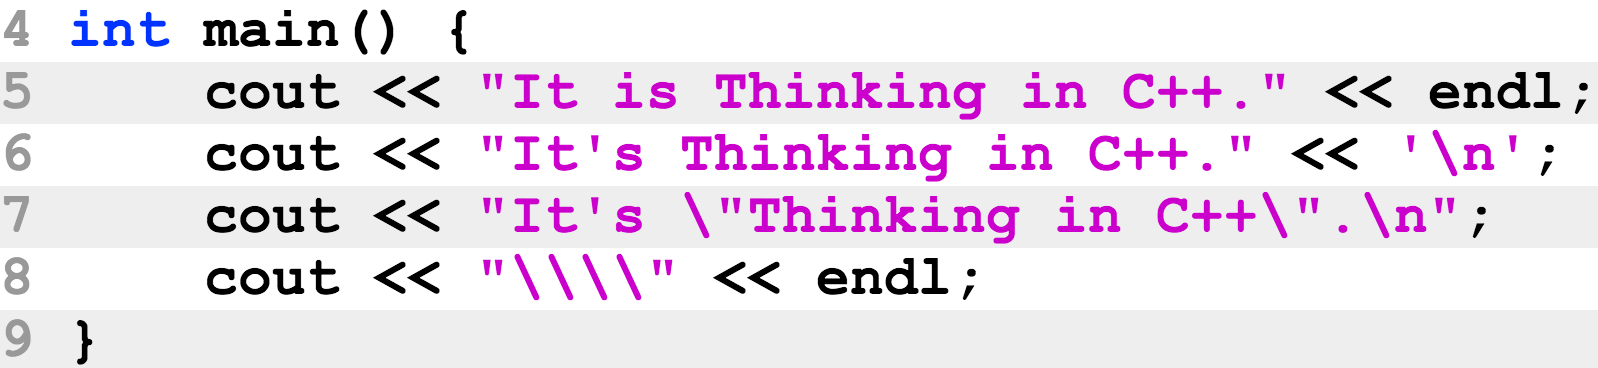 4 int main() {
5     cout << "It is Thinking in C++." << endl;
6     cout << "It's Thinking in C++." << '\n';
7     cout << "It's \"Thinking in C++\".\n";
8     cout << "\\\\" << endl;
9 }